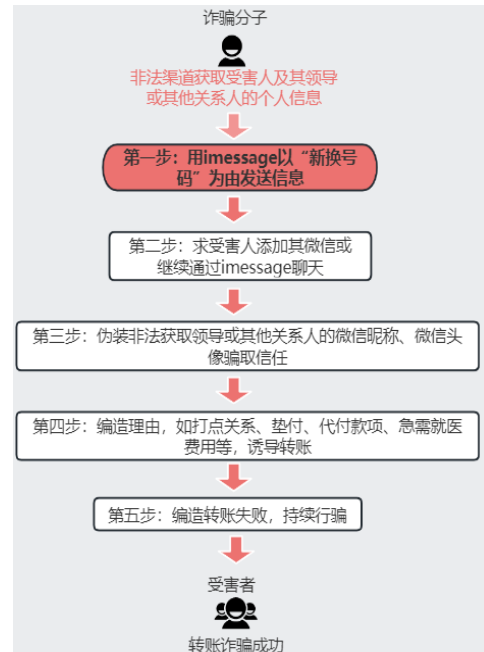 诈骗分子
非法渠道获取受害人及其领导
或其他关系人的个人信息
第一步：用imessage以“新换号
码”为由发送信息
第二步：求受害人添加其微信或
继续通过imessage聊天
第三步：伪装非法获取领导或其他关系人的微信昵称、微信头
像骗取信任
第四步：编造理由，如打点关系、垫付、代付款项、急需就医
费用等，诱导转账
第五步：编造转账失败，持续行骗
受害者
转账诈骗成功